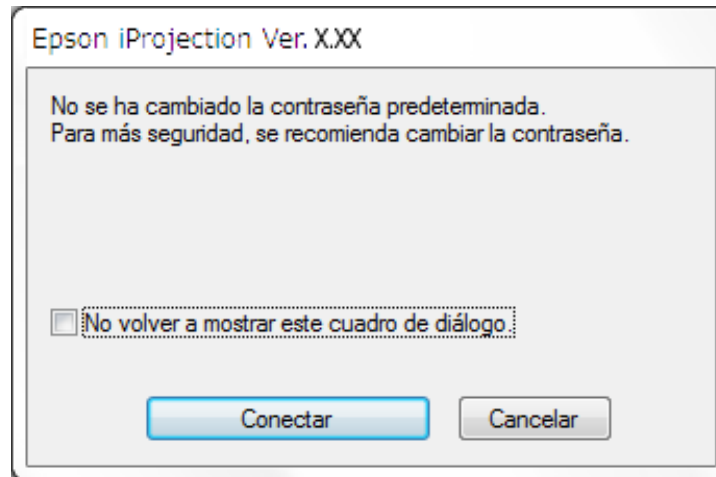 Epson iProjection Ver. X.XX
No se ha cambiado la contraseña predeterminada.
Para más seguridad, se recomienda cambiar la contraseña.
No volver a mostrar este cuadro de diálogo.
Conectar
Cancelar